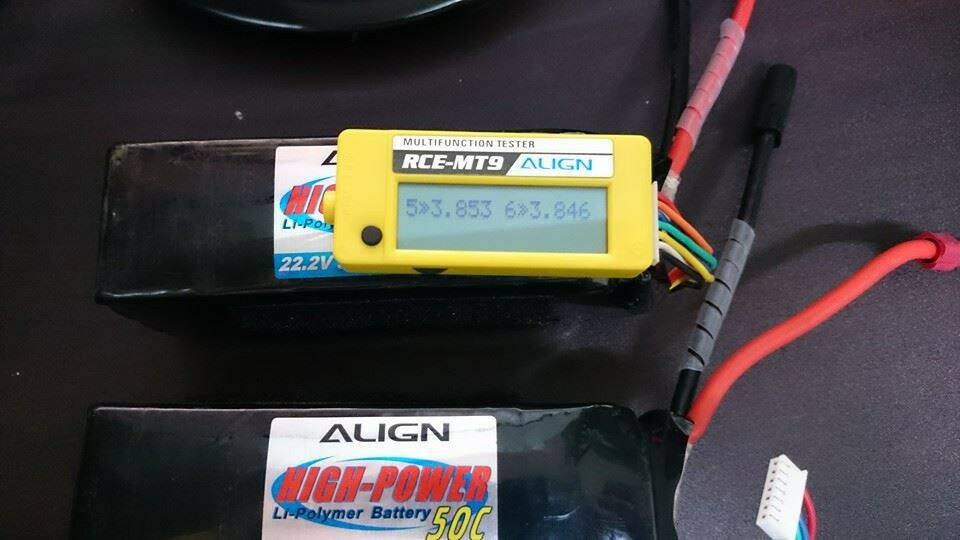 MULTIFUNCTION TESTER
RCE-MT9 ALIGN
5»3.853 6»3.846
22.2V
ALIGN
HIGH-POWER
Li-Polymer Battery
50C